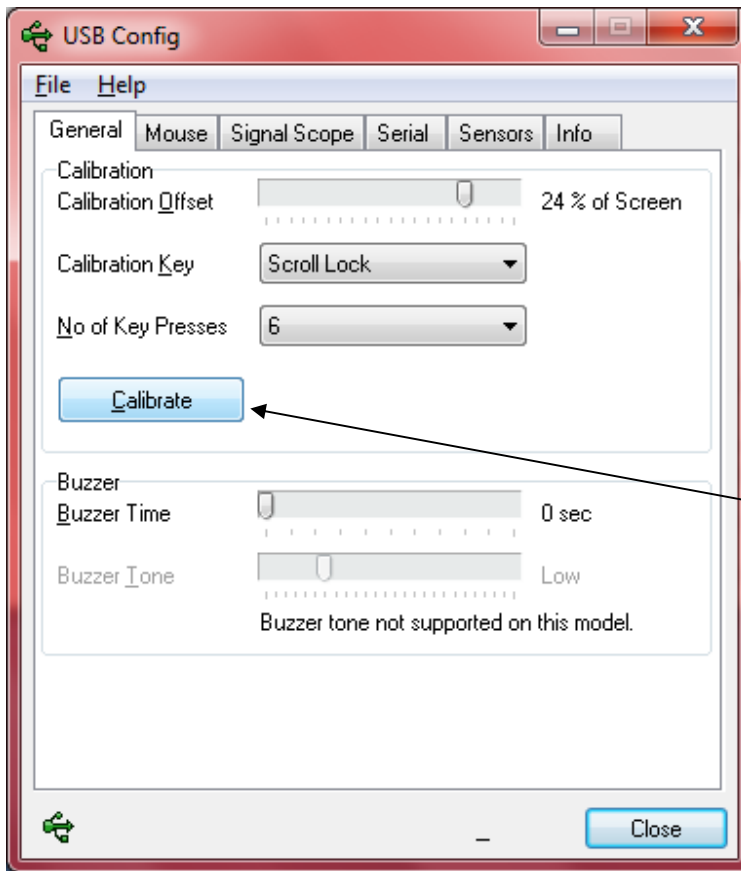 USB Config
File Help
General Mouse Signal Scope Serial Sensors Info
Calibration
Calibration Offset 24 % of Screen
Calibration Key Scroll Lock
No of Key Presses 6
Calibrate
Buzzer
Buzzer Time 0 sec
Buzzer Tone Low
Buzzer tone not supported on this model.
_
Close